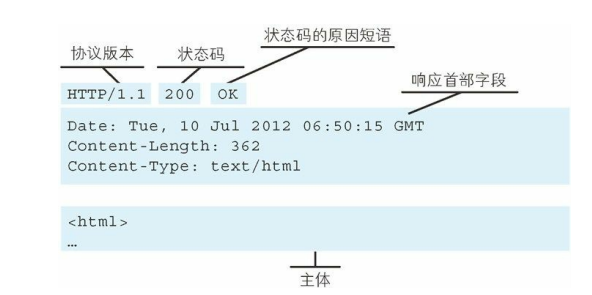 状态码的原因短语
协议版本
状态码
响应首部字段
HTTP/1.1 200 OK
Date: Tue, 10 Jul 2012 06:50:15 GMT
Content-Length: 362
Content-Type: text/html
<html>
…
主体